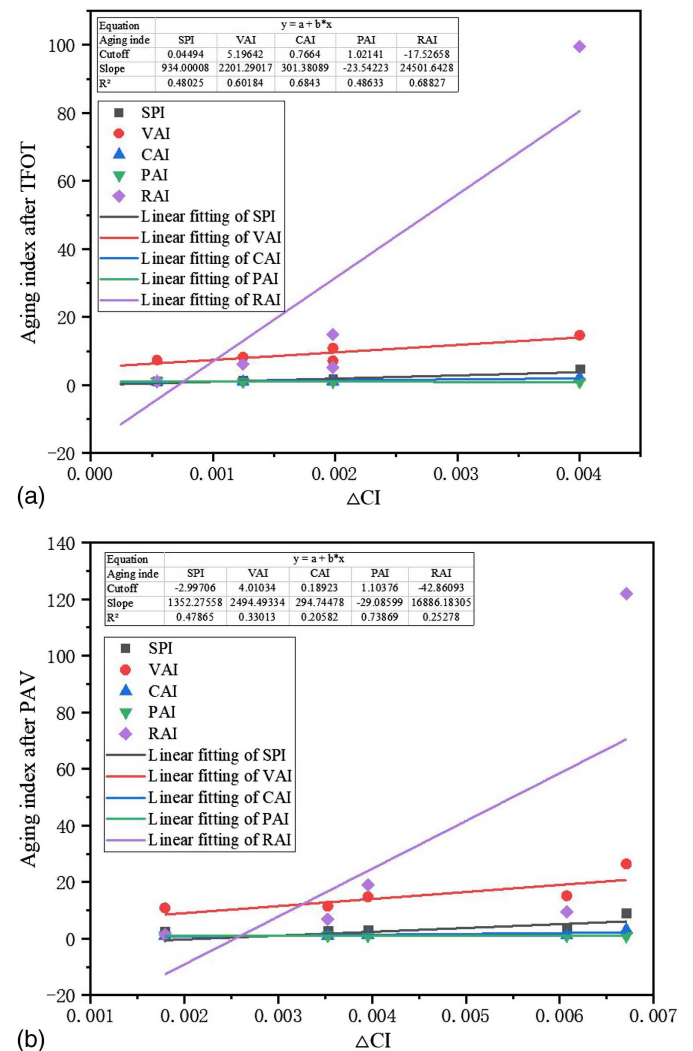 Equation y = a + b*x
Aging inde SPI VAI CAI PAI RAI
Cutoff 0.04494 5.19642 0.7664 1.02141 -17.52658
Slope 934.00008 2201.29017 301.38089 -23.54223 24501.6428
R² 0.48025 0.60184 0.6843 0.48633 0.68827
SPI
VAI
CAI
PAI
RAI
Linear fitting of SPI
Linear fitting of VAI
Linear fitting of CAI
Linear fitting of PAI
Linear fitting of RAI
Aging index after TFOT
100
80
60
40
20
0
-20
0.000 0.001 0.002 0.003 0.004
△CI
(a)
Equation y = a + b*x
Aging inde SPI VAI CAI PAI RAI
Cutoff -2.99706 4.01034 0.18923 1.10376 -42.86093
Slope 1352.27558 2494.49334 294.74478 -29.08599 16886.18305
R² 0.47865 0.33013 0.20582 0.73869 0.25278
SPI
VAI
CAI
PAI
RAI
Linear fitting of SPI
Linear fitting of VAI
Linear fitting of CAI
Linear fitting of PAI
Linear fitting of RAI
Aging index after PAV
140
120
100
80
60
40
20
0
-20
0.001 0.002 0.003 0.004 0.005 0.006 0.007
△CI
(b)